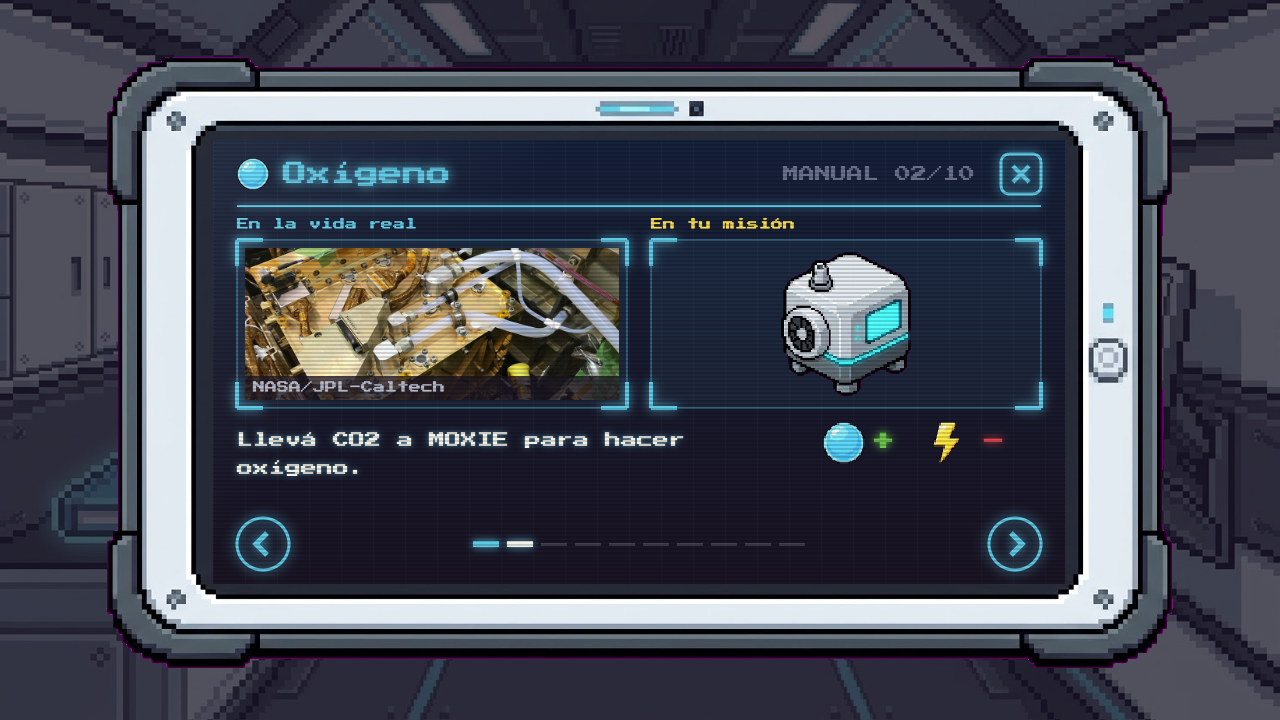 Oxígeno
MANUAL 02/10
En la vida real
En tu misión
NASA/JPL-Caltech
Llevá CO2 a MOXIE para hacer
oxígeno.